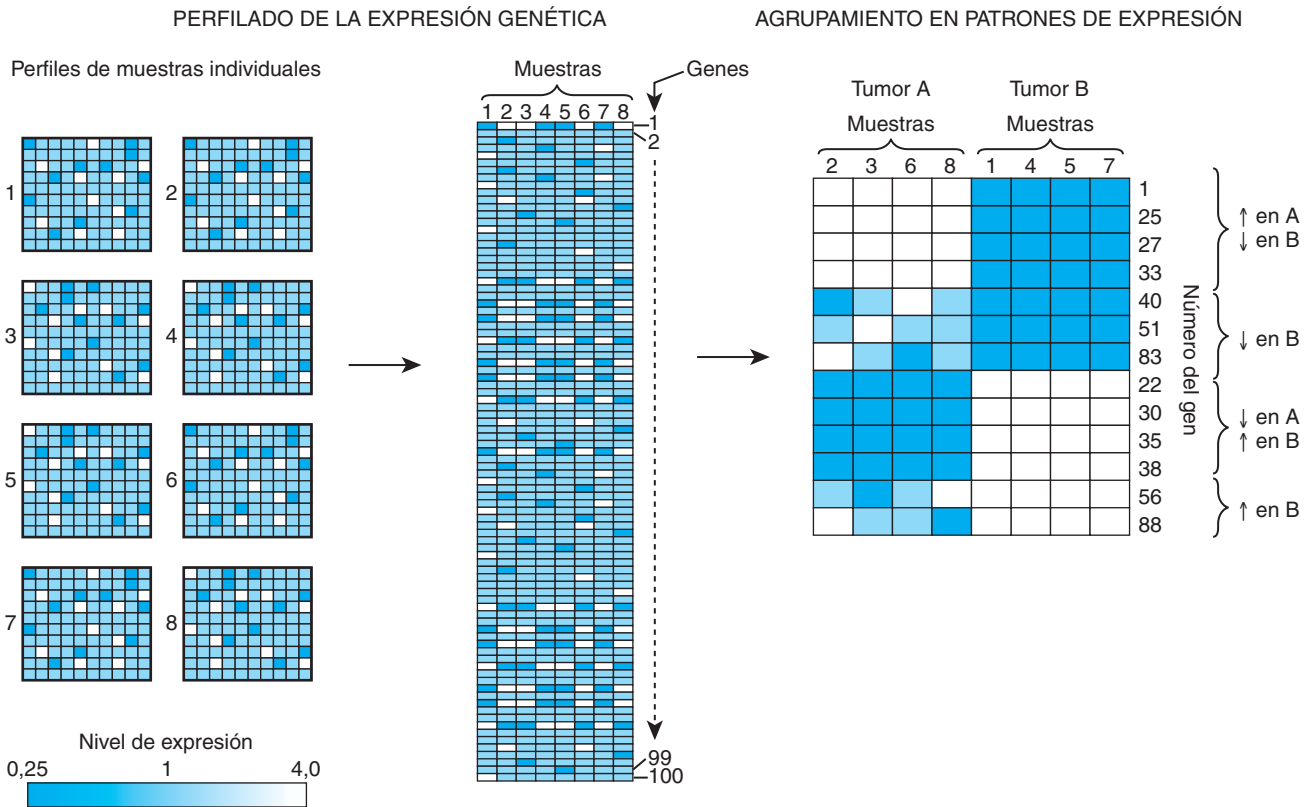 PERFILADO DE LA EXPRESIÓN GENÉTICA
AGRUPAMIENTO EN PATRONES DE EXPRESIÓN
Perfiles de muestras individuales
1
2
3
4
5
6
7
8
Nivel de expresión
0,25 1 4,0
Muestras
Genes
1 2 3 4 5 6 7 8
1
2
99
100
Tumor A Tumor B
Muestras Muestras
2 3 6 8 1 4 5 7
1
25
27
33
40
51
83
22
30
35
38
56
88
Número del gen
↑ en A
↓ en B
↓ en B
↓ en A
↑ en B
↑ en B